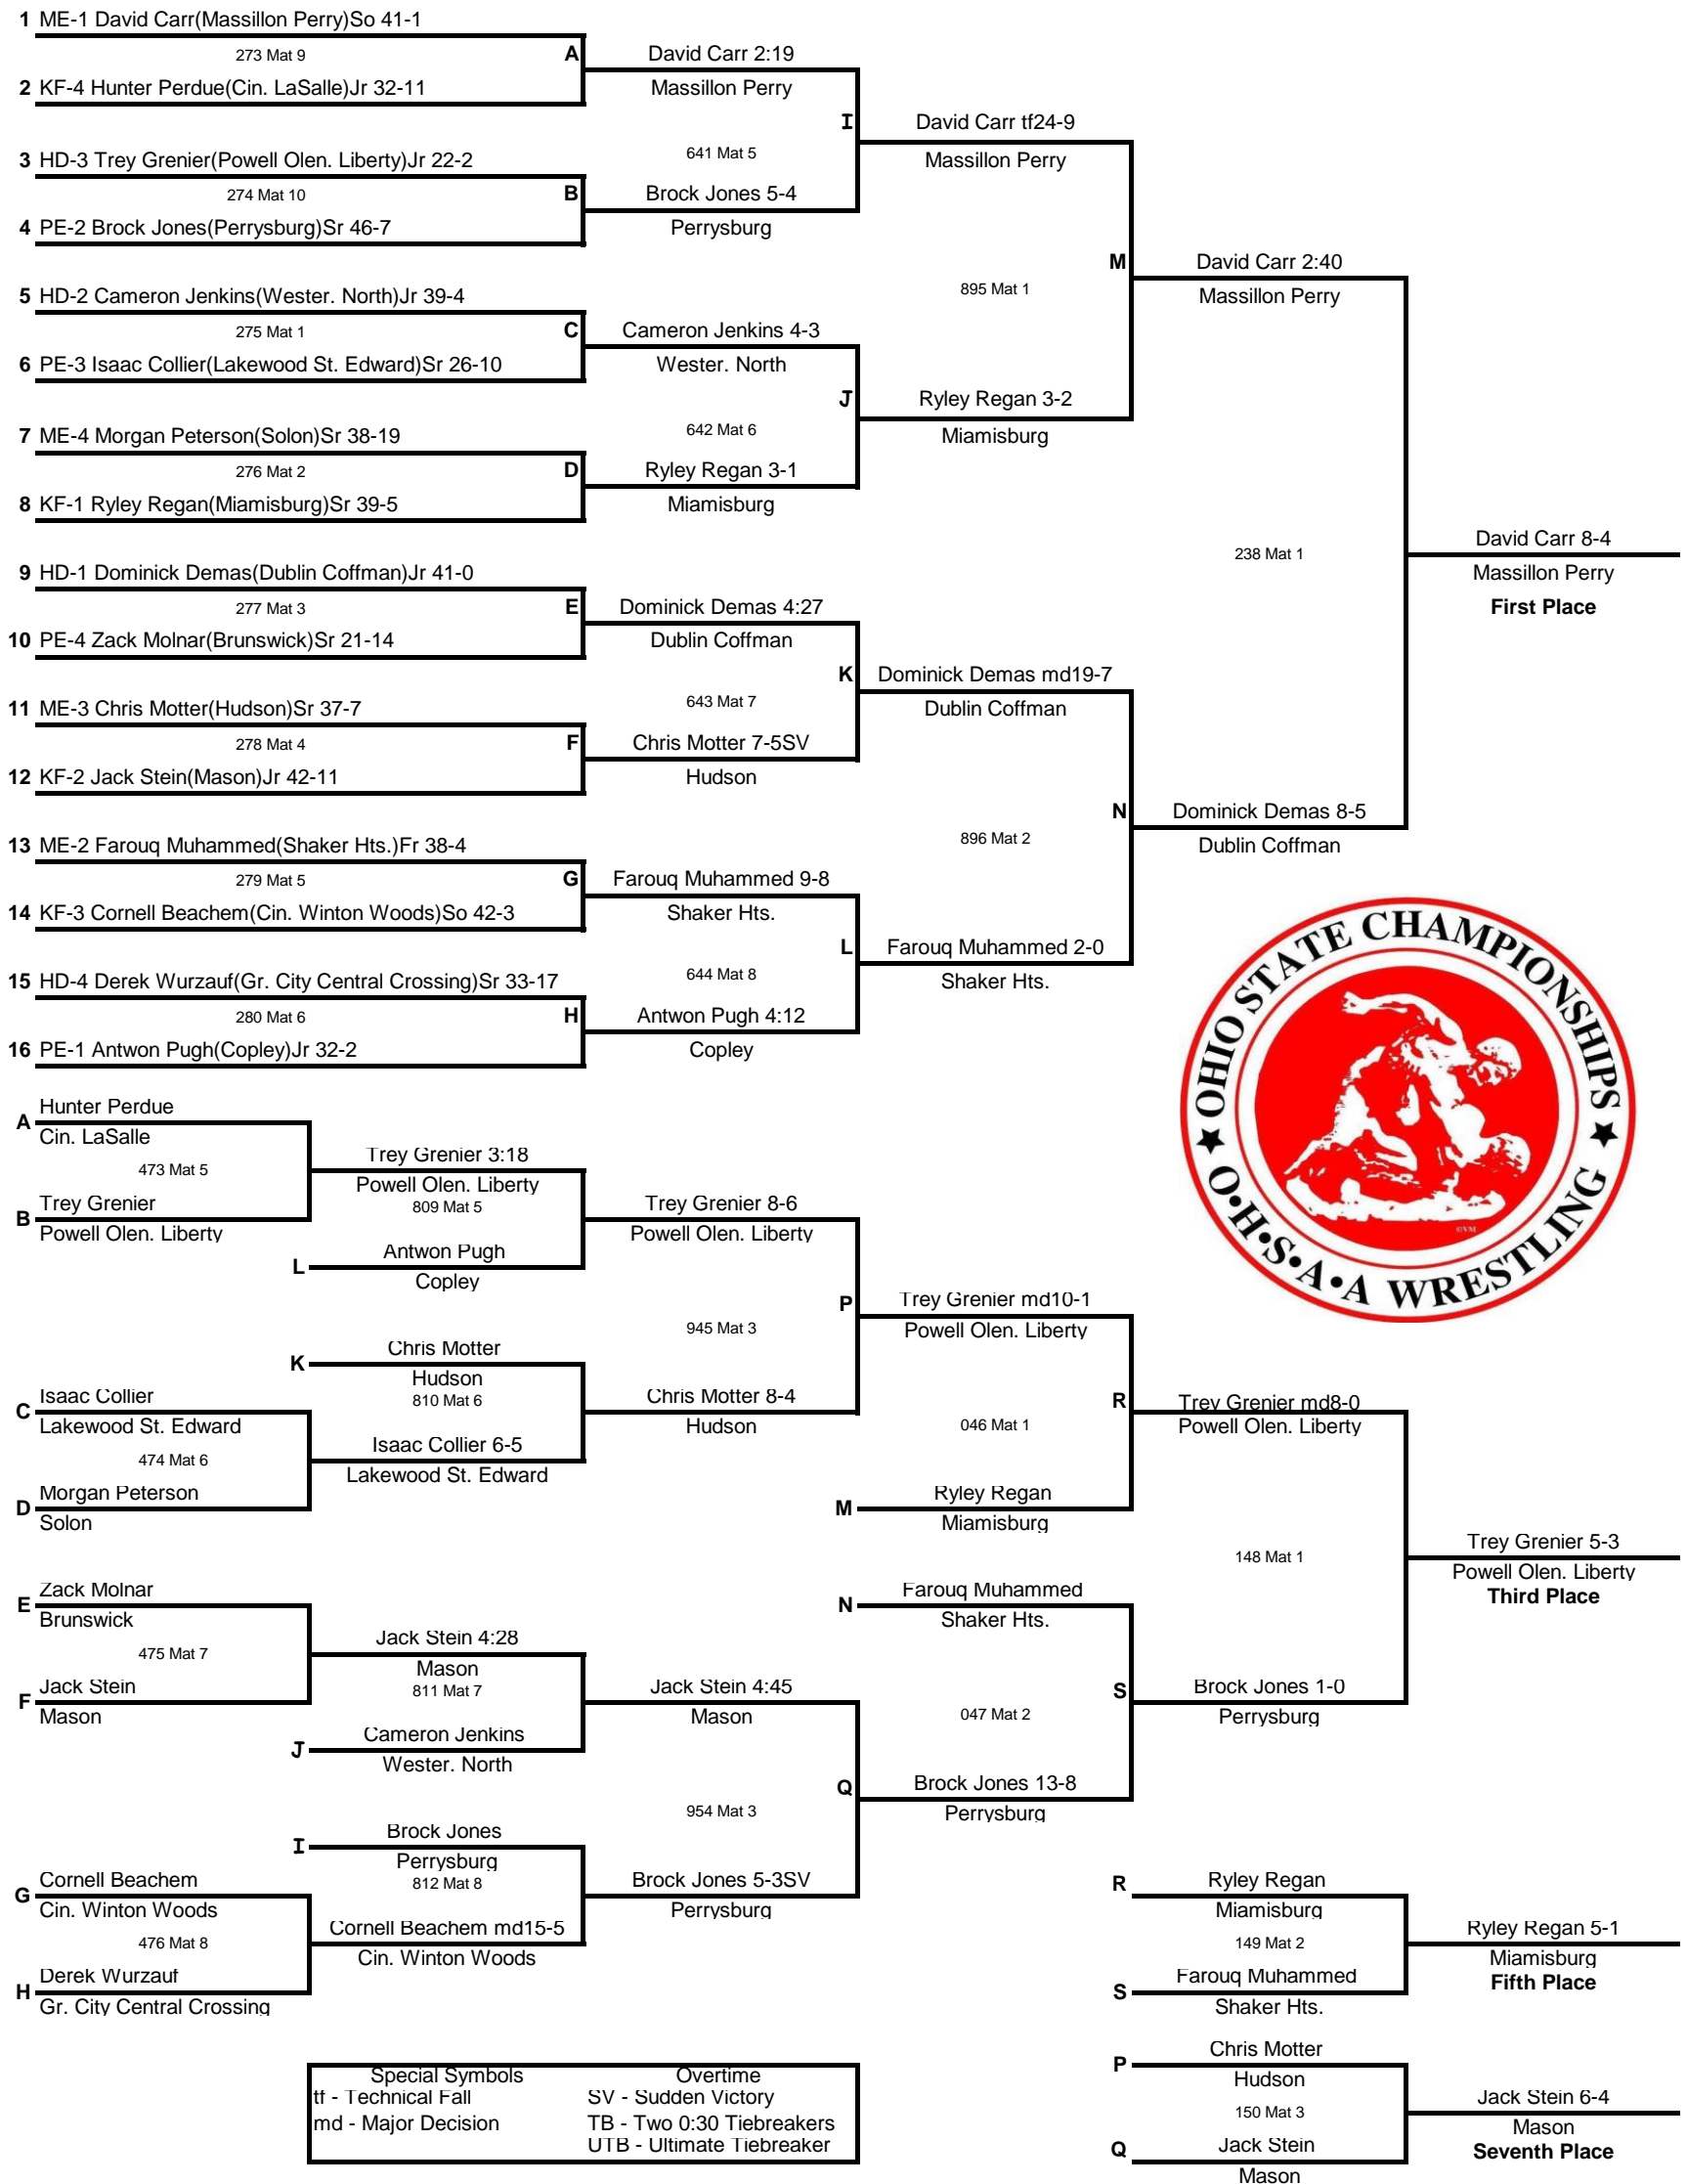 1 ME-1 David Carr(Massillon Perry)So 41-1
273 Mat 9
A
2 KF-4 Hunter Perdue(Cin. LaSalle)Jr 32-11
David Carr 2:19
Massillon Perry
3 HD-3 Trey Grenier(Powell Olen. Liberty)Jr 22-2
274 Mat 10
B
4 PE-2 Brock Jones(Perrysburg)Sr 46-7
641 Mat 5
I
Brock Jones 5-4
Perrysburg
David Carr tf24-9
Massillon Perry
5 HD-2 Cameron Jenkins(Wester. North)Jr 39-4
275 Mat 1
C
6 PE-3 Isaac Collier(Lakewood St. Edward)Sr 26-10
Cameron Jenkins 4-3
Wester. North
7 ME-4 Morgan Peterson(Solon)Sr 38-19
276 Mat 2
D
8 KF-1 Ryley Regan(Miamisburg)Sr 39-5
642 Mat 6
J
Ryley Regan 3-1
Miamisburg
Ryley Regan 3-2
Miamisburg
895 Mat 1
M
David Carr 2:40
Massillon Perry
9 HD-1 Dominick Demas(Dublin Coffman)Jr 41-0
277 Mat 3
E
10 PE-4 Zack Molnar(Brunswick)Sr 21-14
Dominick Demas 4:27
Dublin Coffman
11 ME-3 Chris Motter(Hudson)Sr 37-7
278 Mat 4
F
12 KF-2 Jack Stein(Mason)Jr 42-11
643 Mat 7
K
Chris Motter 7-5SV
Hudson
Dominick Demas md19-7
Dublin Coffman
13 ME-2 Farouq Muhammed(Shaker Hts.)Fr 38-4
279 Mat 5
G
14 KF-3 Cornell Beachem(Cin. Winton Woods)So 42-3
Farouq Muhammed 9-8
Shaker Hts.
15 HD-4 Derek Wurzauf(Gr. City Central Crossing)Sr 33-17
280 Mat 6
H
16 PE-1 Antwon Pugh(Copley)Jr 32-2
644 Mat 8
L
Antwon Pugh 4:12
Copley
Farouq Muhammed 2-0
Shaker Hts.
896 Mat 2
N
Dominick Demas 8-5
Dublin Coffman
238 Mat 1
David Carr 8-4
Massillon Perry
First Place
★ OHIO STATE CHAMPIONSHIPS ★
O•H•S•A•A WRESTLING
©VM
A
Hunter Perdue
Cin. LaSalle
473 Mat 5
B
Trey Grenier
Powell Olen. Liberty
Trey Grenier 3:18
Powell Olen. Liberty
809 Mat 5
L
Antwon Pugh
Copley
Trey Grenier 8-6
Powell Olen. Liberty
K
Chris Motter
Hudson
810 Mat 6
C
Isaac Collier
Lakewood St. Edward
474 Mat 6
D
Morgan Peterson
Solon
Isaac Collier 6-5
Lakewood St. Edward
Chris Motter 8-4
Hudson
945 Mat 3
P
Trey Grenier md10-1
Powell Olen. Liberty
046 Mat 1
R
M
Ryley Regan
Miamisburg
Trey Grenier md8-0
Powell Olen. Liberty
E
Zack Molnar
Brunswick
475 Mat 7
F
Jack Stein
Mason
Jack Stein 4:28
Mason
811 Mat 7
J
Cameron Jenkins
Wester. North
Jack Stein 4:45
Mason
I
Brock Jones
Perrysburg
812 Mat 8
G
Cornell Beachem
Cin. Winton Woods
476 Mat 8
H
Derek Wurzauf
Gr. City Central Crossing
Cornell Beachem md15-5
Cin. Winton Woods
Brock Jones 5-3SV
Perrysburg
954 Mat 3
Q
Brock Jones 13-8
Perrysburg
N
Farouq Muhammed
Shaker Hts.
047 Mat 2
S
Brock Jones 1-0
Perrysburg
148 Mat 1
Trey Grenier 5-3
Powell Olen. Liberty
Third Place
R
Ryley Regan
Miamisburg
149 Mat 2
S
Farouq Muhammed
Shaker Hts.
Ryley Regan 5-1
Miamisburg
Fifth Place
P
Chris Motter
Hudson
150 Mat 3
Q
Jack Stein
Mason
Jack Stein 6-4
Mason
Seventh Place
Special Symbols Overtime
tf - Technical Fall SV - Sudden Victory
md - Major Decision TB - Two 0:30 Tiebreakers
UTB - Ultimate Tiebreaker